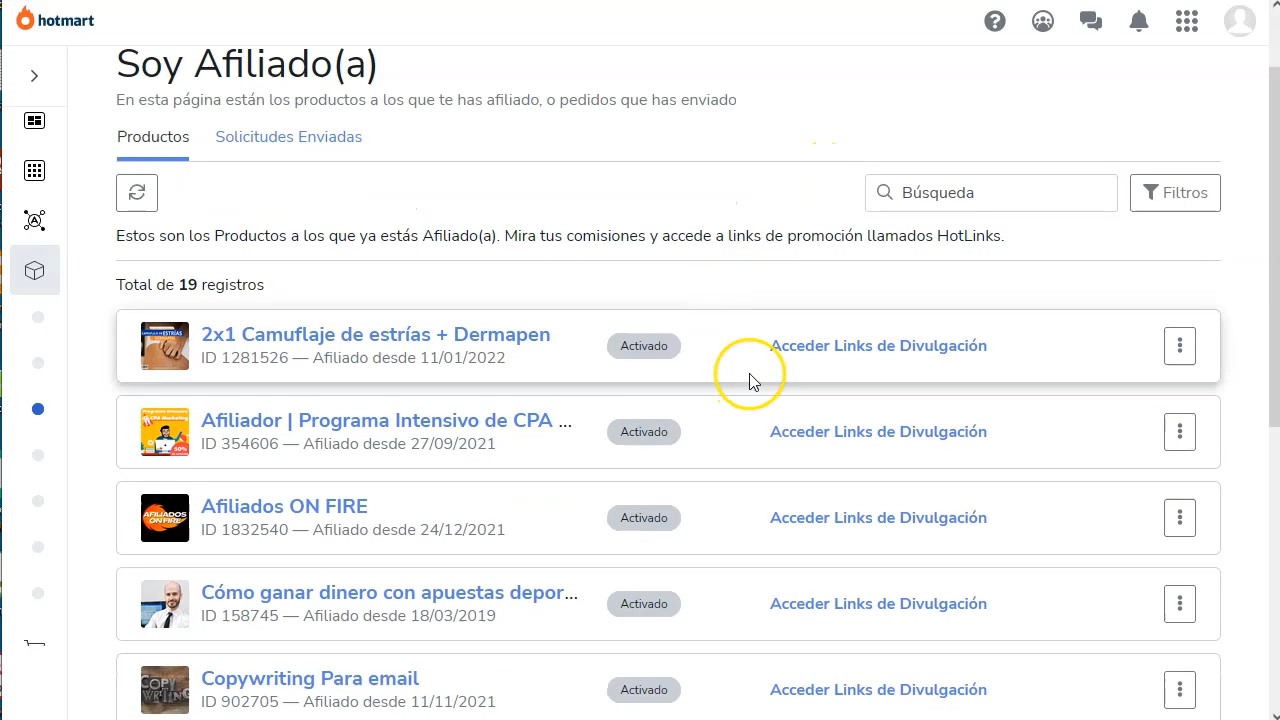 hotmart
Soy Afiliado(a)
En esta página están los productos a los que te has afiliado, o pedidos que has enviado
Productos
Solicitudes Enviadas
Búsqueda
Filtros
Estos son los Productos a los que ya estás Afiliado(a). Mira tus comisiones y accede a links de promoción llamados HotLinks.
Total de 19 registros
2x1 Camuflaje de estrías + Dermapen
ID 1281526 — Afiliado desde 11/01/2022
Activado
Acceder Links de Divulgación
Afiliador | Programa Intensivo de CPA ...
ID 354606 — Afiliado desde 27/09/2021
Activado
Acceder Links de Divulgación
AFILIADOS
ON FIRE
Afiliados ON FIRE
ID 1832540 — Afiliado desde 24/12/2021
Activado
Acceder Links de Divulgación
Cómo ganar dinero con apuestas depor...
ID 158745 — Afiliado desde 18/03/2019
Activado
Acceder Links de Divulgación
Copywriting Para email
ID 902705 — Afiliado desde 11/11/2021
Activado
Acceder Links de Divulgación